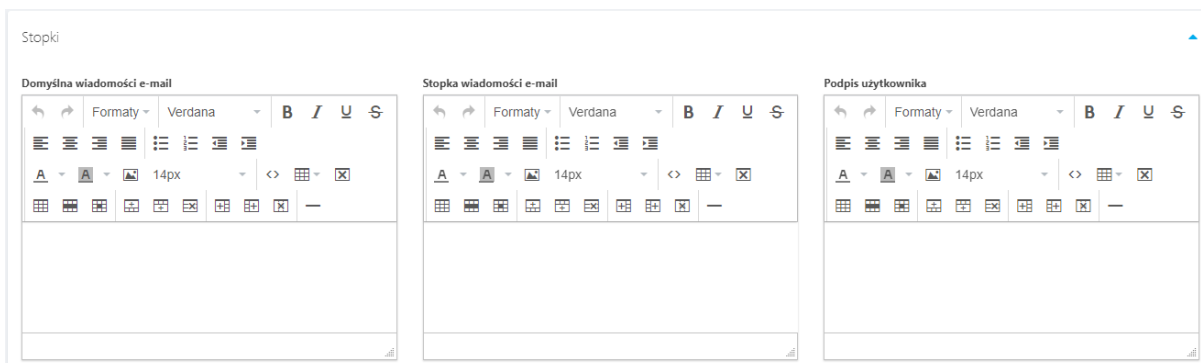 Stopki
Domyślna wiadomości e-mail
Formaty Verdana B I U S
A A 14px
Stopka wiadomości e-mail
Formaty Verdana B I U S
A A 14px
Podpis użytkownika
Formaty Verdana B I U S
A A 14px